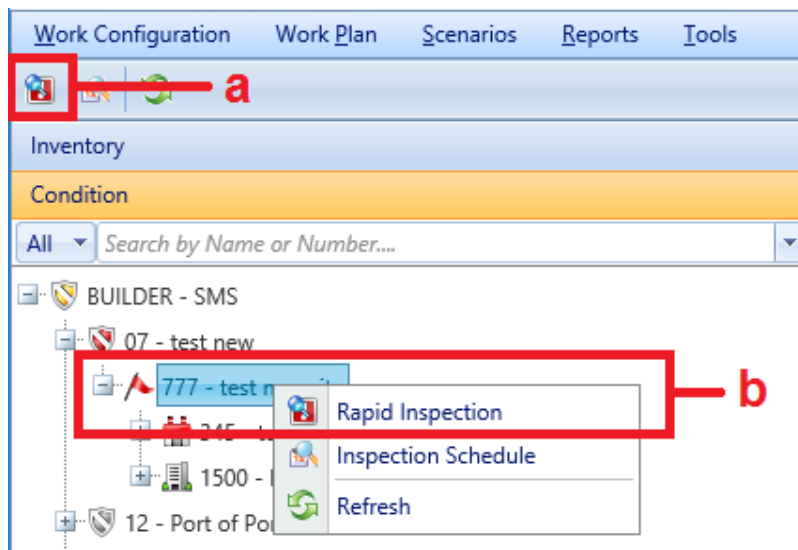 Work Configuration Work Plan Scenarios Reports Tools
a
Inventory
Condition
All Search by Name or Number....
BUILDER - SMS
07 - test new
777 - test
b
Rapid Inspection
Inspection Schedule
1500 -
Refresh
12 - Port of